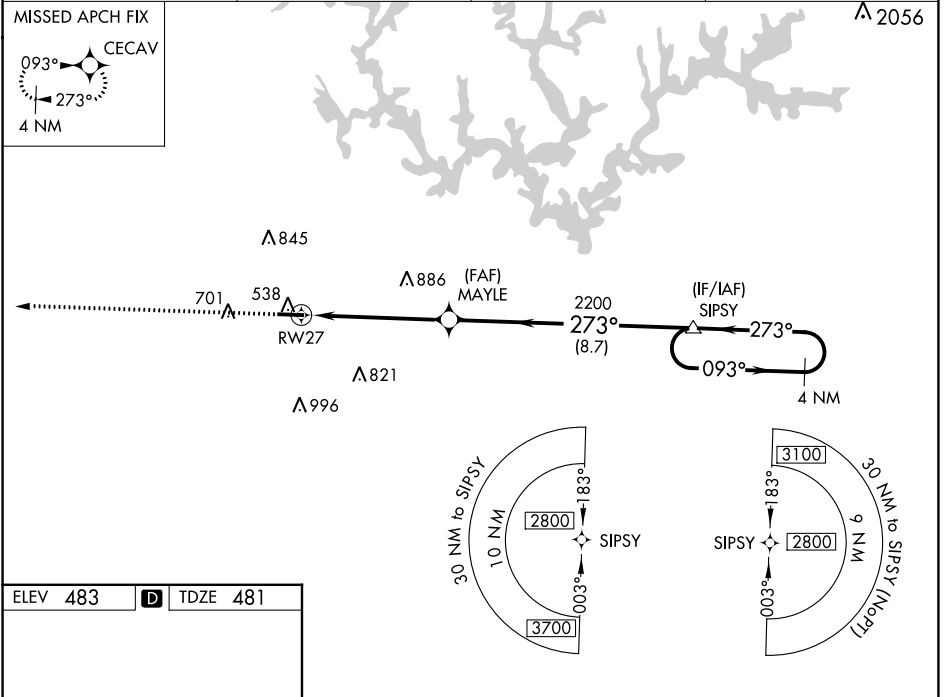 MISSED APCH FIX
CECAV
093°
273°
4 NM
2056
845
886
(FAF)
MAYLE
701
538
RW27
2200
273°
(8.7)
(IF/IAF)
SIPSY
273°
093°
4 NM
821
996
30 NM to SIPSY
10 NM
183°
2800
SIPSY
003°
3700
3100
183°
SIPSY
2800
9 NM
30 NM to SIPSY (NoPT)
003°
ELEV 483 D TDZE 481